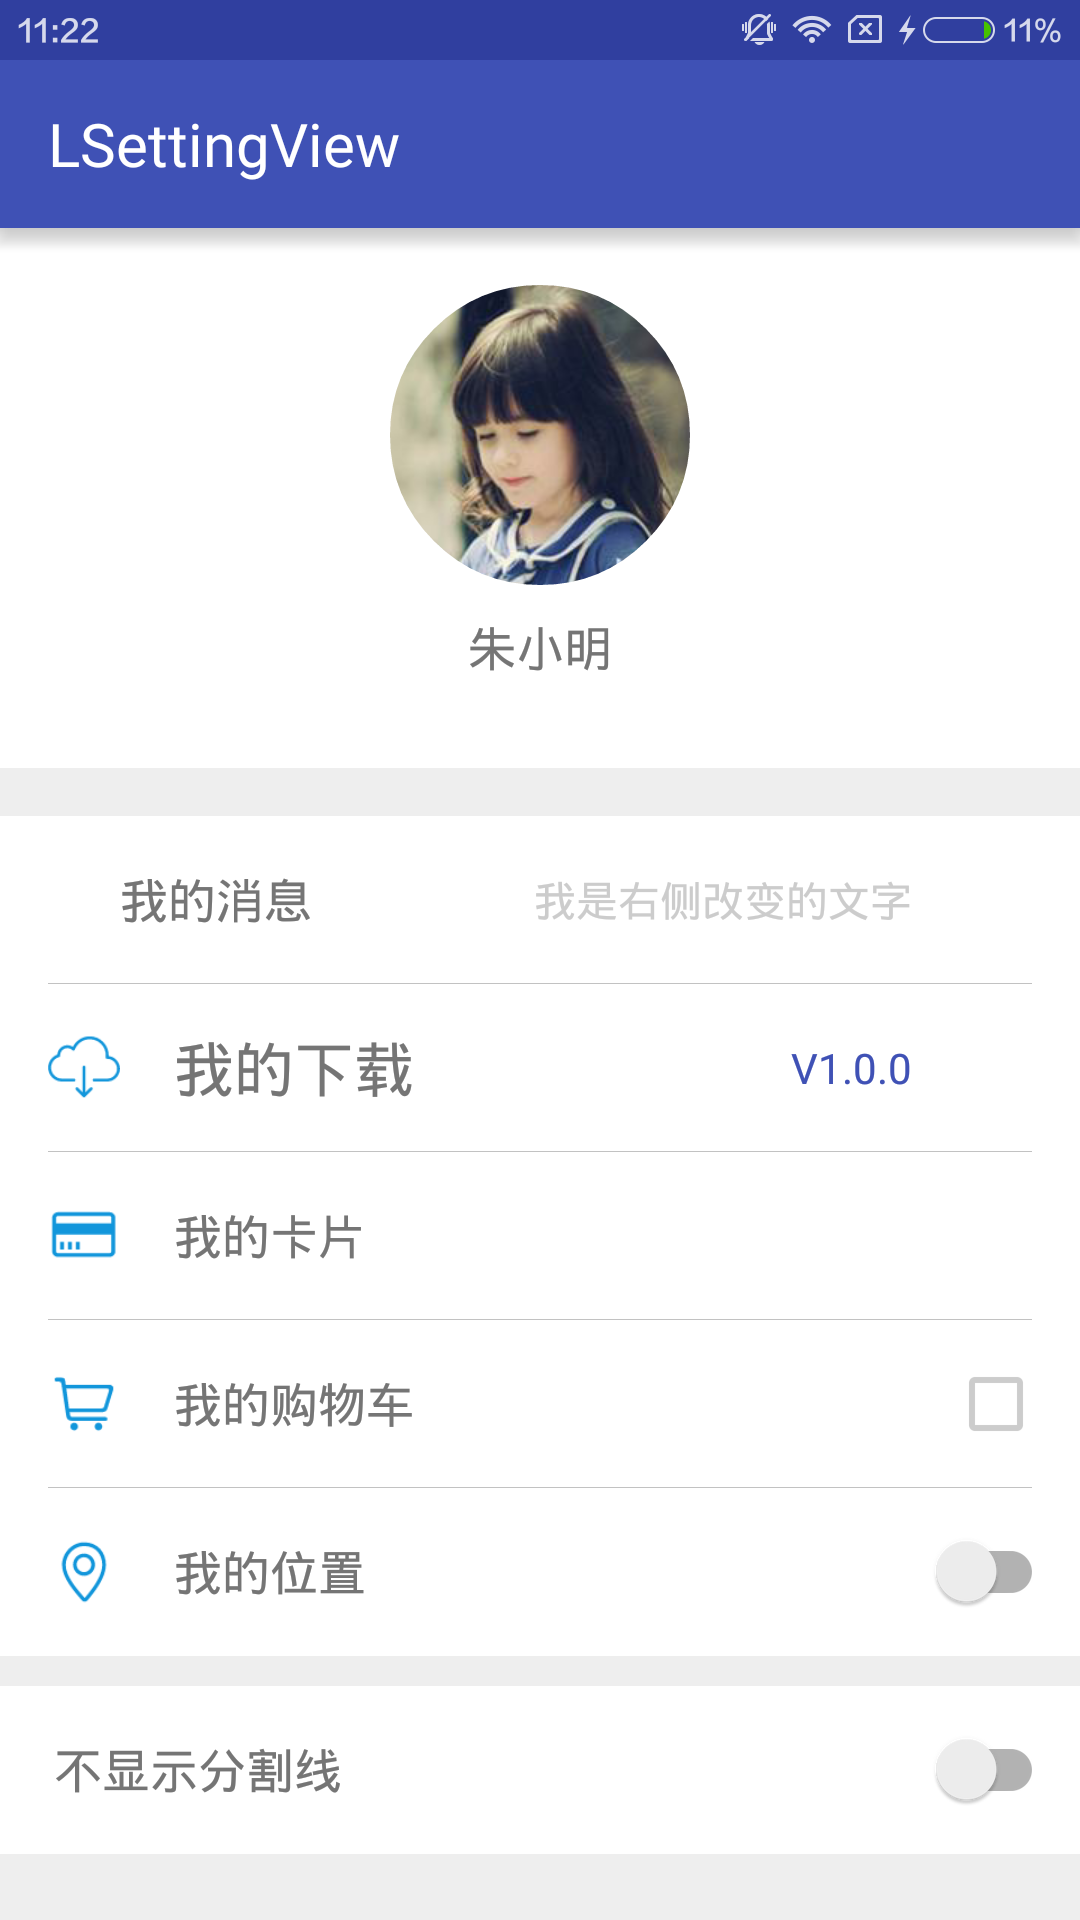 11:22 11%
LSettingView
朱小明
我的消息 我是右侧改变的文字
我的下载 V1.0.0
我的卡片
我的购物车
我的位置
不显示分割线